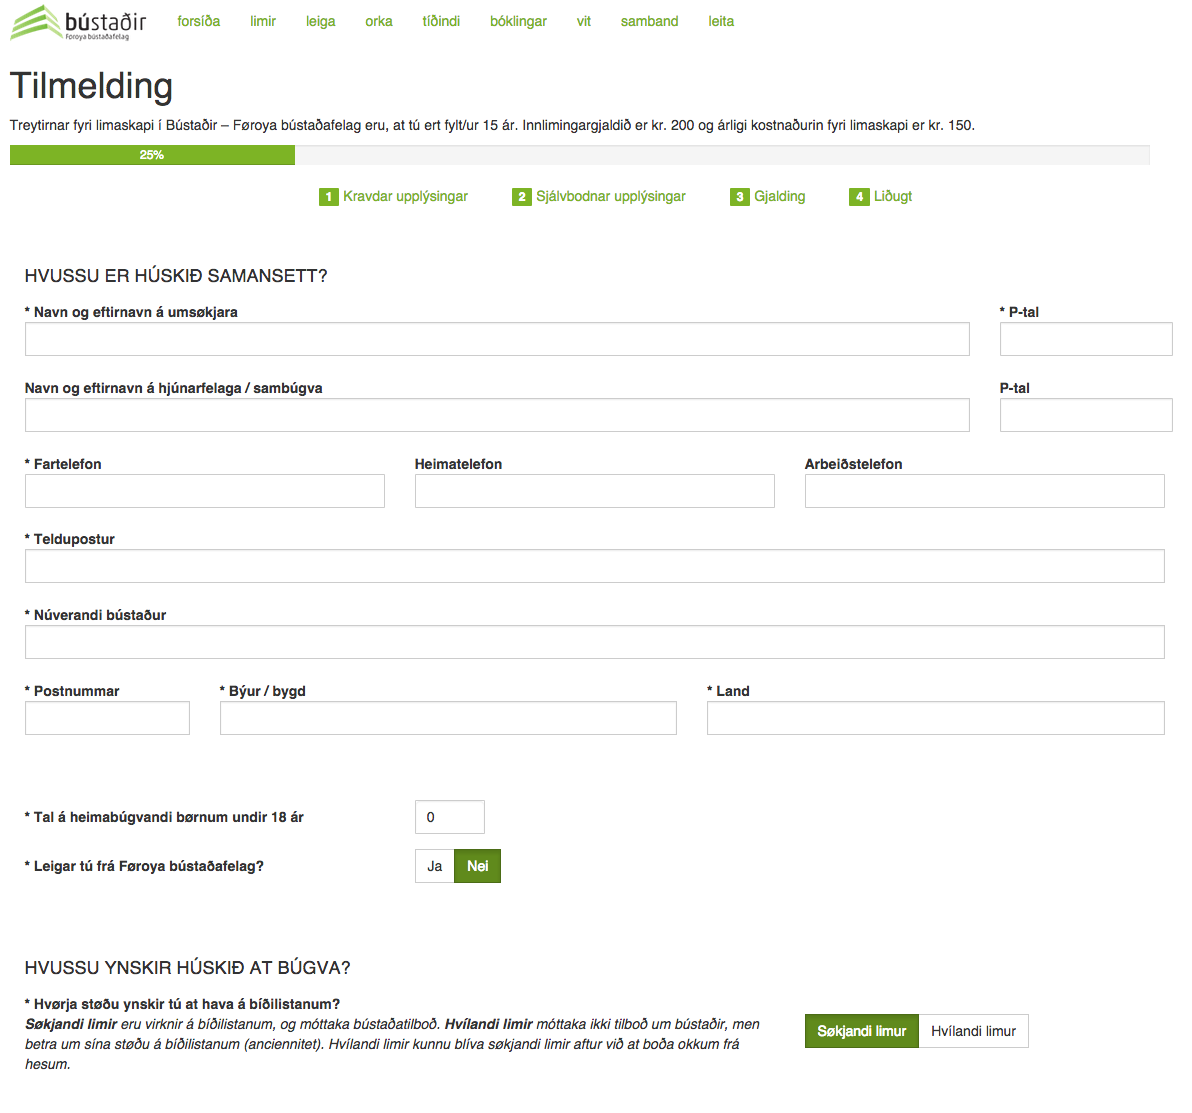 bústaðir
Føroya bústaðafelag
forsíða limir leiga orka tíðindi bóklingar vit samband leita
Tilmelding
Treytirnar fyri limaskapi í Bústaðir – Føroya bústaðafelag eru, at tú ert fylt/ur 15 ár. Innlimingargjaldið er kr. 200 og árligi kostnaðurin fyri limaskapi er kr. 150.
25%
1 Kravdar upplýsingar 2 Sjálvbodnar upplýsingar 3 Gjalding 4 Liðugt
HVUSSU ER HÚSKIÐ SAMANSETT?
* Navn og eftirnavn á umsøkjara * P-tal
Navn og eftirnavn á hjúnarfelaga / sambúgva P-tal
* Fartelefon Heimatelefon Arbeiðstelefon
* Teldupostur
* Núverandi bústaður
* Postnummar * Býur / bygd * Land
* Tal á heimabúgvandi børnum undir 18 ár 0
* Leigar tú frá Føroya bústaðafelag? Ja Nei
HVUSSU YNSKIR HÚSKIÐ AT BÚGVA?
* Hvørja støðu ynskir tú at hava á bíðilistanum?
Søkjandi limir eru virknir á bíðilistanum, og móttaka bústaðatilboð. Hvílandi limir móttaka ikki tilboð um bústaðir, men
betra um sína støðu á bíðilistanum (anciennitet). Hvílandi limir kunnu blíva søkjandi limir aftur við at boða okkum frá
hesum.
Søkjandi limur Hvílandi limur